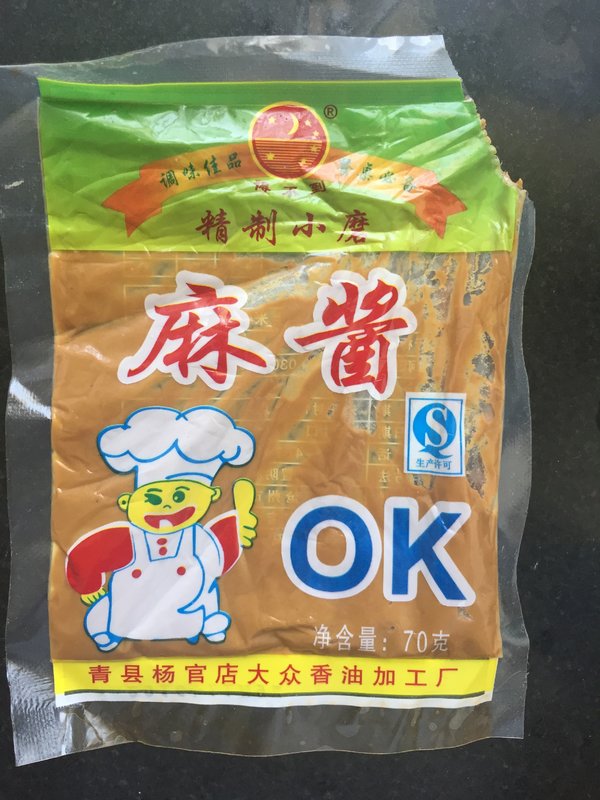 ®
调味佳品
精制小磨
麻酱
生产许可
OK
净含量：70克
青县杨官店大众香油加工厂